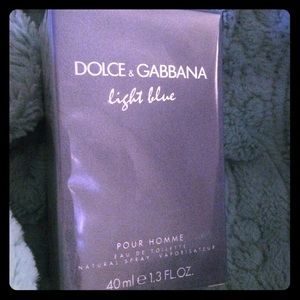 DOLCE & GABBANA
light blue
POUR HOMME
EAU DE TOILETTE
NATURAL SPRAY · VAPORISATEUR
40 ml ℮ 1.3 FL.OZ.